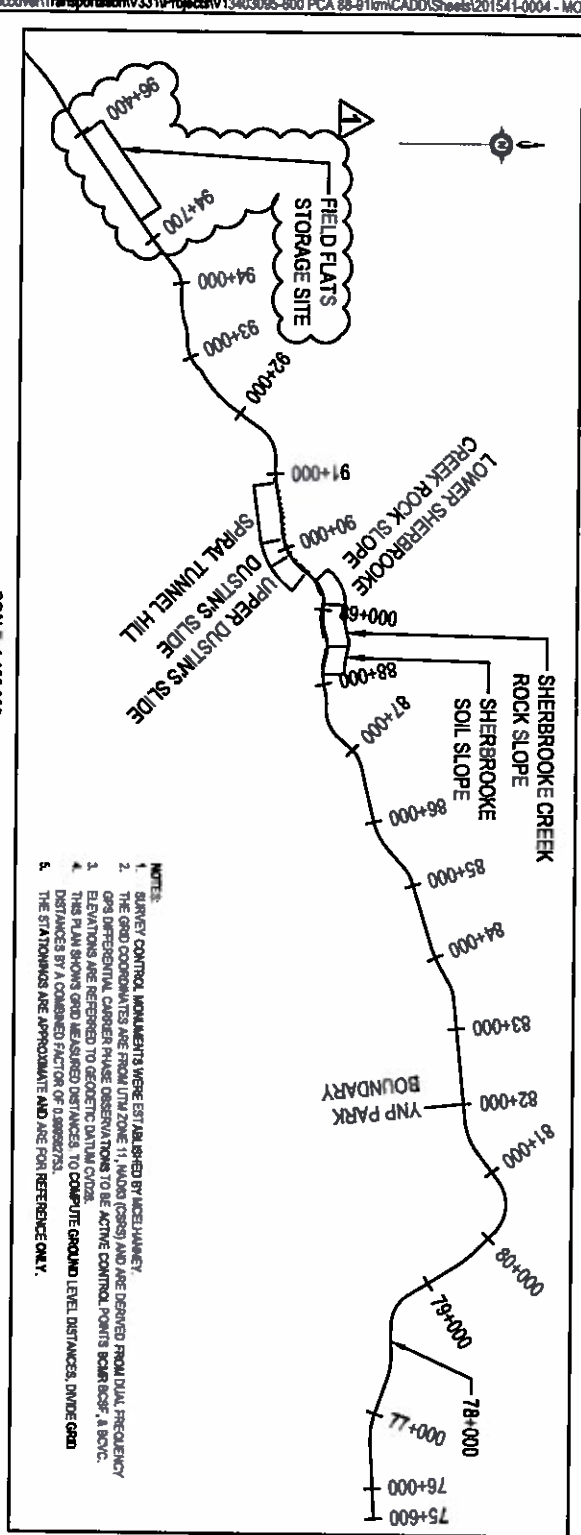 1
FIELD FLATS
STORAGE SITE
96+400
94+700
94+000
93+000
92+000
91+000
90+000
LOWER SHERBROOKE
CREEK ROCK SLOPE
SPIRAL TUNNEL HILL
DUSTIN'S SLIDE
UPPER DUSTIN'S SLIDE
89+000
88+000
SHERBROOKE CREEK
ROCK SLOPE
SHERBROOKE
SOIL SLOPE
87+000
86+000
85+000
84+000
83+000
82+000
YNP PARK
BOUNDARY
81+000
80+000
79+000
78+000
77+000
76+000
75+600
NOTES:
1. SURVEY CONTROL MONUMENTS WERE ESTABLISHED BY MCELHANNEY.
2. THE GRID COORDINATES ARE FROM UTM ZONE 11, NAD83 (CSRS) AND ARE DERIVED FROM DUAL FREQUENCY
GPS DIFFERENTIAL CARRIER PHASE OBSERVATIONS TO BE ACTIVE CONTROL POINTS BCMR BCSF, & BCVC.
3. ELEVATIONS ARE REFERRED TO GEODETIC DATUM CVD28.
4. THIS PLAN SHOWS GRID MEASURED DISTANCES. TO COMPUTE GROUND LEVEL DISTANCES, DIVIDE GRID
DISTANCES BY A COMBINED FACTOR OF
5. THE STATIONINGS ARE APPROXIMATE AND ARE FOR REFERENCE ONLY.